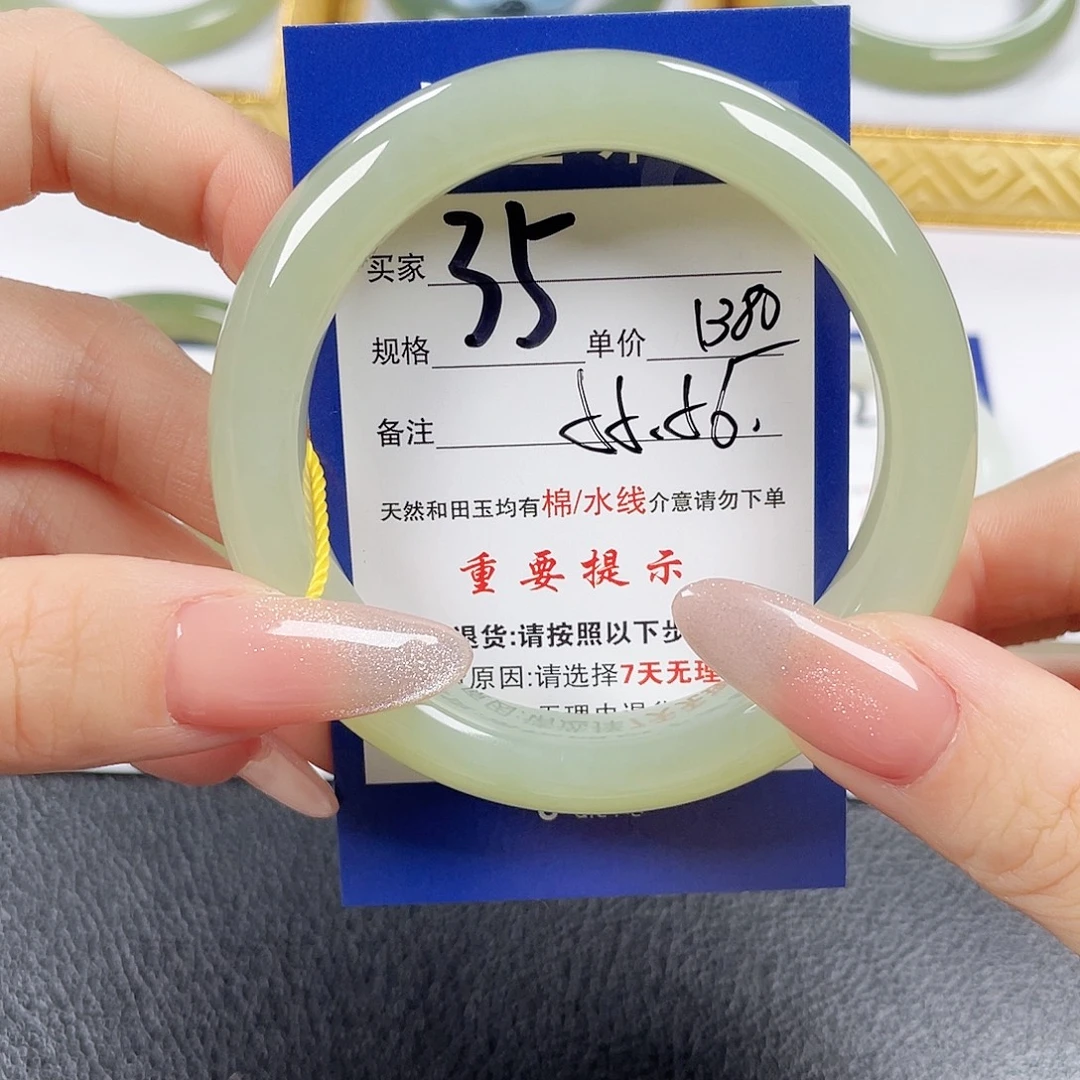 买家 35
规格 单价 1380
备注
天然和田玉均有棉/水线介意请勿下单
重要提示
退货:请按照以下步
原因:请选择7天无理